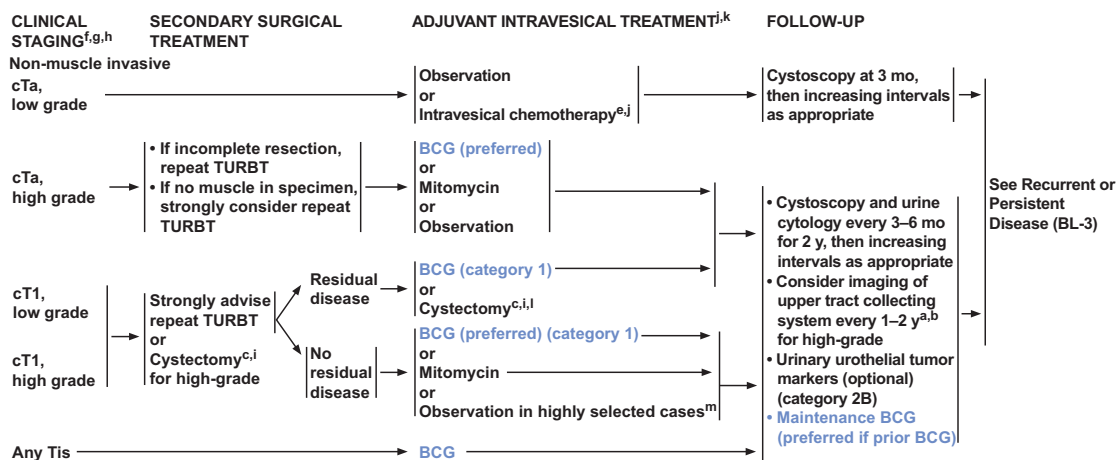 CLINICAL STAGINGf,g,h
SECONDARY SURGICAL TREATMENT
ADJUVANT INTRAVESICAL TREATMENTj,k
FOLLOW-UP
Non-muscle invasive
cTa,
low grade
Observation
or
Intravesical chemotherapye,j
Cystoscopy at 3 mo,
then increasing intervals
as appropriate
cTa,
high grade
• If incomplete resection,
repeat TURBT
• If no muscle in specimen,
strongly consider repeat
TURBT
BCG (preferred)
or
Mitomycin
or
Observation
cT1,
low grade
cT1,
high grade
Strongly advise
repeat TURBT
or
Cystectomyc,i
for high-grade
Residual
disease
BCG (category 1)
or
Cystectomyc,i,l
No
residual
disease
BCG (preferred) (category 1)
or
Mitomycin
or
Observation in highly selected casesm
Any Tis
BCG
• Cystoscopy and urine
cytology every 3–6 mo
for 2 y, then increasing
intervals as appropriate
• Consider imaging of
upper tract collecting
system every 1–2 ya,b
for high-grade
• Urinary urothelial tumor
markers (optional)
(category 2B)
• Maintenance BCG
(preferred if prior BCG)
See Recurrent or
Persistent
Disease (BL-3)